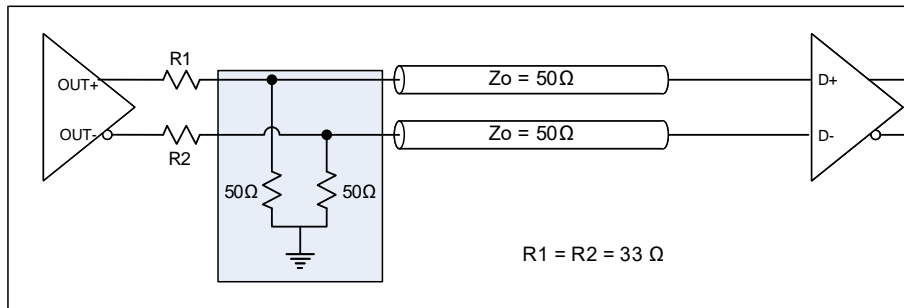 R1
OUT+
Zo = 50Ω
D+
OUT-
Zo = 50Ω
D-
R2
50Ω
50Ω
R1 = R2 = 33 Ω